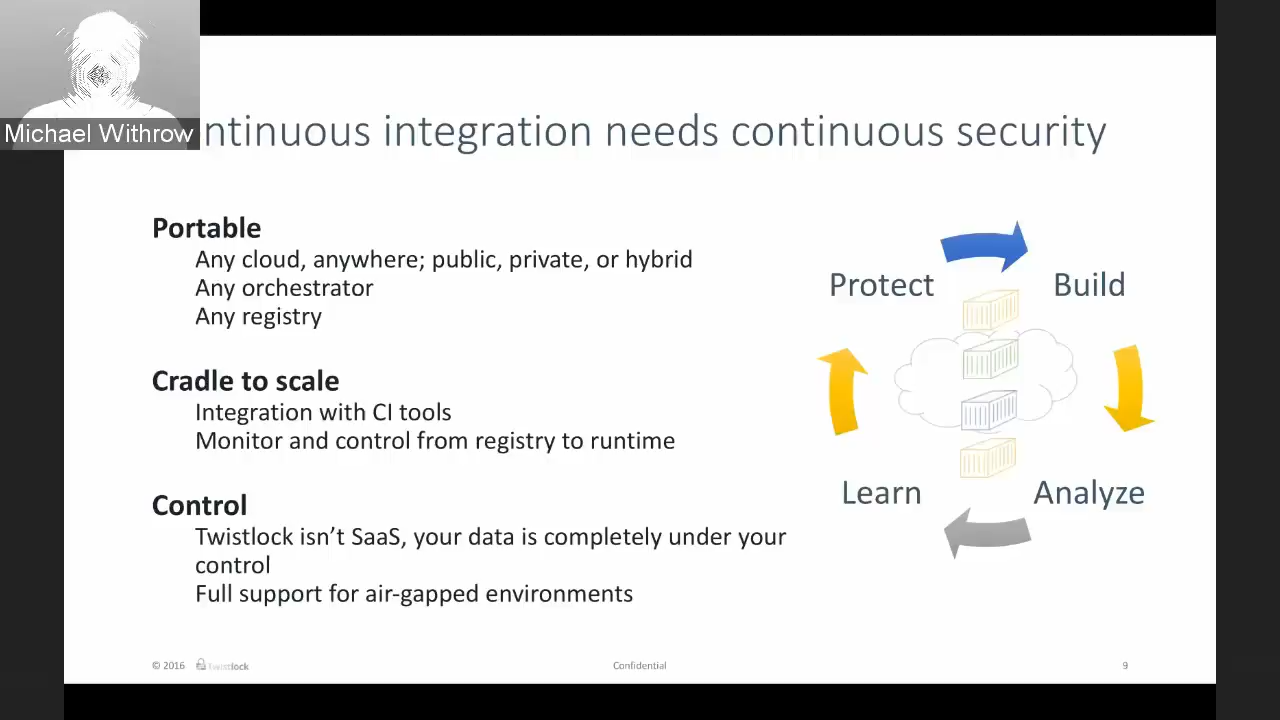 Michael Withrow
ntinuous integration needs continuous security
Portable
Any cloud, anywhere; public, private, or hybrid
Any orchestrator
Any registry
Cradle to scale
Integration with CI tools
Monitor and control from registry to runtime
Control
Twistlock isn’t SaaS, your data is completely under your
control
Full support for air-gapped environments
Protect
Build
Learn
Analyze
© 2016
Twistlock
Confidential
9